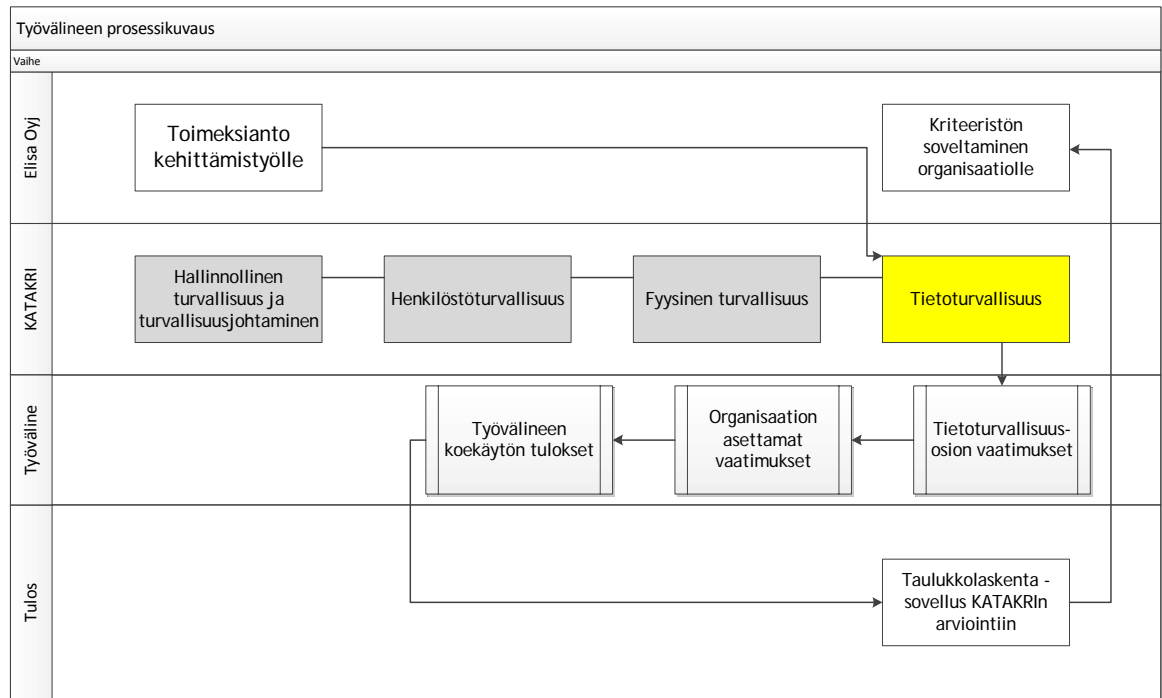 Työvälineen prosessikuvaus
Vaihe
Elisa Oyj
Toimeksianto
kehittämistyölle
Kriteeristön
soveltaminen
organisaatiolle
KATAKRI
Hallinnollinen
turvallisuus ja
turvallisuusjohtaminen
Henkilöstöturvallisuus
Fyysinen turvallisuus
Tietoturvallisuus
Työväline
Työvälineen
koekäytön tulokset
Organisaation
asettamat
vaatimukset
Tietoturvallisuus-
osion vaatimukset
Tulos
Taulukkolaskenta -
sovellus KATAKRIn
arviointiin